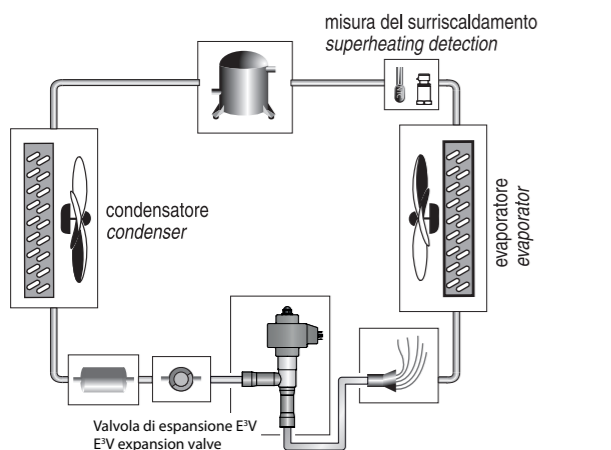 misura del surriscaldamento
superheating detection
condensatore
condenser
evaporatore
evaporator
Valvola di espansione E³V
E³V expansion valve